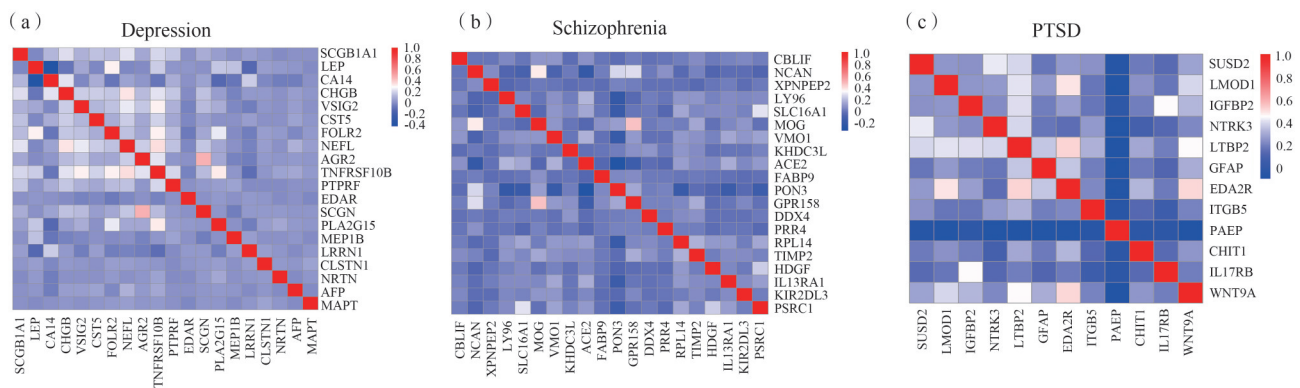 (a)
Depression
SCGB1A1
LEP
CA14
CHGB
VSIG2
CST5
FOLR2
NEFL
AGR2
TNFRSF10B
PTPRF
EDAR
SCGN
PLA2G15
MEP1B
LRRN1
CLSTN1
NRTN
AFP
MAPT
1.0
0.8
0.6
0.4
0.2
0
-0.2
-0.4
SCGB1A1
LEP
CA14
CHGB
VSIG2
CST5
FOLR2
NEFL
AGR2
TNFRSF10B
PTPRF
EDAR
SCGN
PLA2G15
MEP1B
LRRN1
CLSTN1
NRTN
AFP
MAPT
(b)
Schizophrenia
CBLIF
NCAN
XPNPEP2
LY96
SLC16A1
MOG
VMO1
KHDC3L
ACE2
FABP9
PON3
GPR158
DDX4
PRR4
RPL14
TIMP2
HDGF
IL13RA1
KIR2DL3
PSRC1
1.0
0.8
0.6
0.4
0.2
0
-0.2
CBLIF
NCAN
XPNPEP2
LY96
SLC16A1
MOG
VMO1
KHDC3L
ACE2
FABP9
PON3
GPR158
DDX4
PRR4
RPL14
TIMP2
HDGF
IL13RA1
KIR2DL3
PSRC1
(c)
PTSD
SUSD2
LMOD1
IGFBP2
NTRK3
LTBP2
GFAP
EDA2R
ITGB5
PAEP
CHIT1
IL17RB
WNT9A
1.0
0.8
0.6
0.4
0.2
0
SUSD2
LMOD1
IGFBP2
NTRK3
LTBP2
GFAP
EDA2R
ITGB5
PAEP
CHIT1
IL17RB
WNT9A